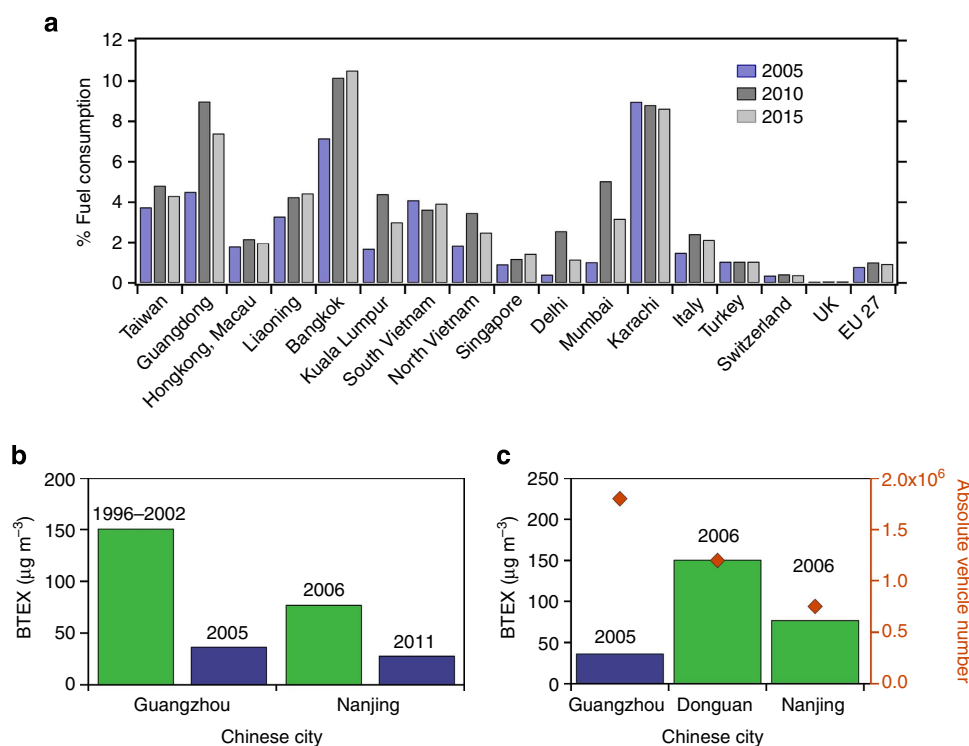 a
12
10
8
6
4
2
0
% Fuel consumption
2005
2010
2015
Taiwan
Guangdong
Hongkong, Macau
Liaoning
Bangkok
Kuala Lumpur
South Vietnam
North Vietnam
Singapore
Delhi
Mumbai
Karachi
Italy
Turkey
Switzerland
UK
EU 27
b
200
150
100
50
0
BTEX (µg m⁻³)
1996–2002
2005
2006
2011
Guangzhou
Nanjing
Chinese city
c
250
200
150
100
50
0
BTEX (µg m⁻³)
2005
2006
2006
2.0x10⁶
1.5
1.0
0.5
0.0
Absolute vehicle number
Guangzhou
Donguan
Nanjing
Chinese city